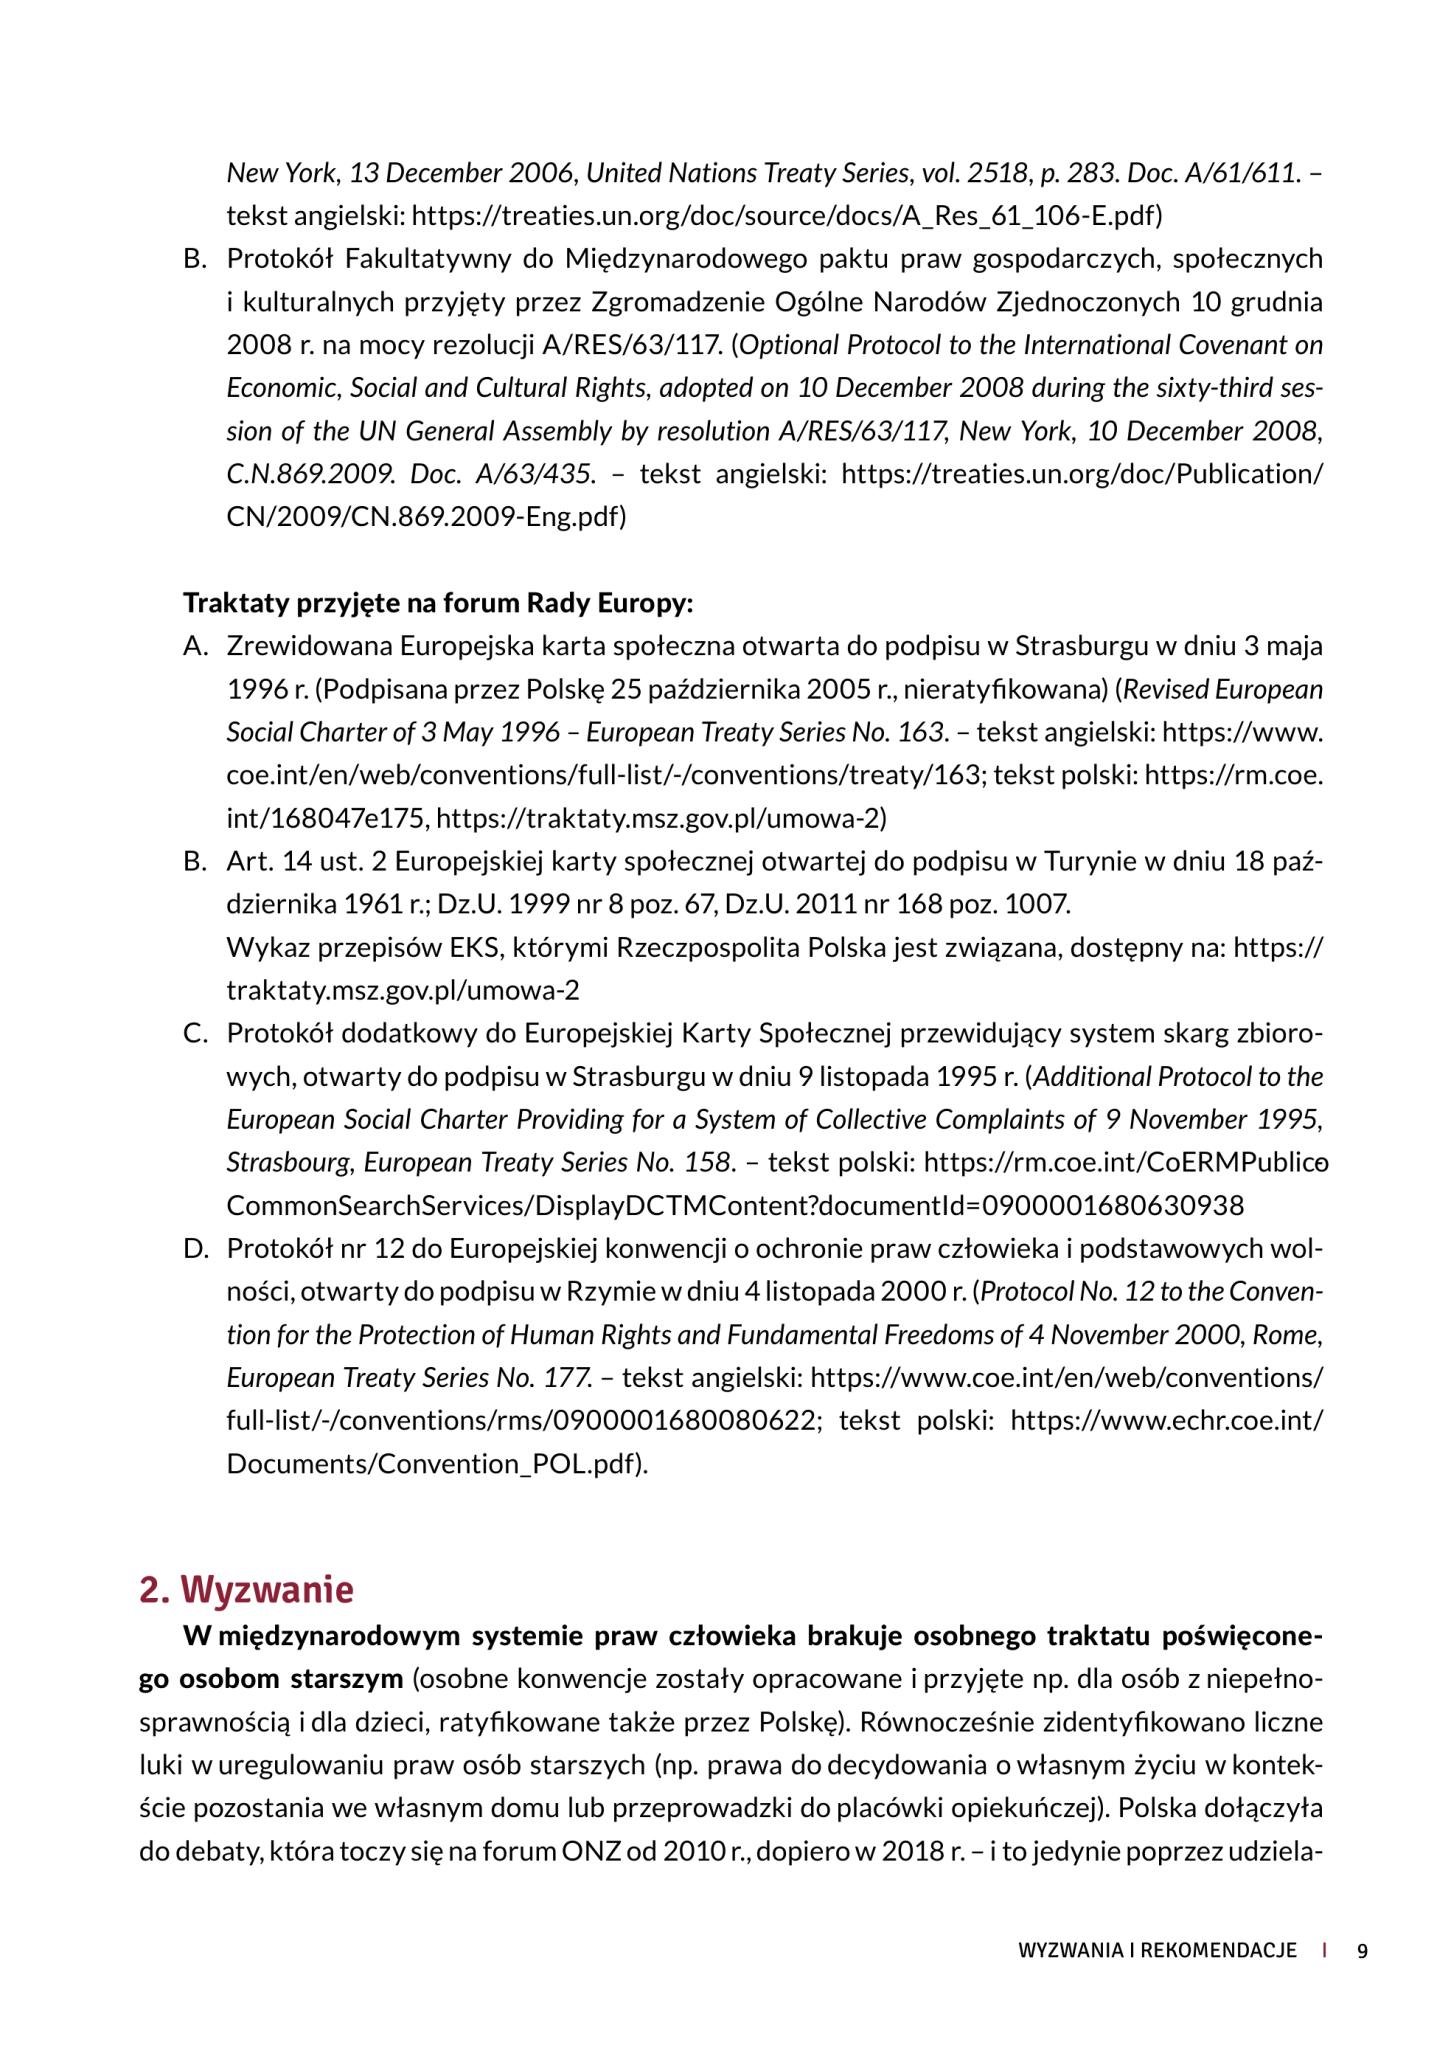 New York, 13 December 2006, United Nations Treaty Series, vol. 2518, p. 283. Doc. A/61/611. –
tekst angielski: https://treaties.un.org/doc/source/docs/A_Res_61_106-E.pdf)
B. Protokół Fakultatywny do Międzynarodowego paktu praw gospodarczych, społecznych
i kulturalnych przyjęty przez Zgromadzenie Ogólne Narodów Zjednoczonych 10 grudnia
2008 r. na mocy rezolucji A/RES/63/117. (Optional Protocol to the International Covenant on
Economic, Social and Cultural Rights, adopted on 10 December 2008 during the sixty-third ses-
sion of the UN General Assembly by resolution A/RES/63/117, New York, 10 December 2008,
C.N.869.2009. Doc. A/63/435. – tekst angielski: https://treaties.un.org/doc/Publication/
CN/2009/CN.869.2009-Eng.pdf)
Traktaty przyjęte na forum Rady Europy:
A. Zrewidowana Europejska karta społeczna otwarta do podpisu w Strasburgu w dniu 3 maja
1996 r. (Podpisana przez Polskę 25 października 2005 r., nieratyfikowana) (Revised European
Social Charter of 3 May 1996 – European Treaty Series No. 163. – tekst angielski: https://www.
coe.int/en/web/conventions/full-list/-/conventions/treaty/163; tekst polski: https://rm.coe.
int/168047e175, https://traktaty.msz.gov.pl/umowa-2)
B. Art. 14 ust. 2 Europejskiej karty społecznej otwartej do podpisu w Turynie w dniu 18 paź-
dziernika 1961 r.; Dz.U. 1999 nr 8 poz. 67, Dz.U. 2011 nr 168 poz. 1007.
Wykaz przepisów EKS, którymi Rzeczpospolita Polska jest związana, dostępny na: https://
traktaty.msz.gov.pl/umowa-2
C. Protokół dodatkowy do Europejskiej Karty Społecznej przewidujący system skarg zbioro-
wych, otwarty do podpisu w Strasburgu w dniu 9 listopada 1995 r. (Additional Protocol to the
European Social Charter Providing for a System of Collective Complaints of 9 November 1995,
Strasbourg, European Treaty Series No. 158. – tekst polski: https://rm.coe.int/CoERMPublico
CommonSearchServices/DisplayDCTMContent?documentId=0900001680630938
D. Protokół nr 12 do Europejskiej konwencji o ochronie praw człowieka i podstawowych wol-
ności, otwarty do podpisu w Rzymie w dniu 4 listopada 2000 r. (Protocol No. 12 to the Conven-
tion for the Protection of Human Rights and Fundamental Freedoms of 4 November 2000, Rome,
European Treaty Series No. 177. – tekst angielski: https://www.coe.int/en/web/conventions/
full-list/-/conventions/rms/0900001680080622; tekst polski: https://www.echr.coe.int/
Documents/Convention_POL.pdf).
2. Wyzwanie
W międzynarodowym systemie praw człowieka brakuje osobnego traktatu poświęcone-
go osobom starszym (osobne konwencje zostały opracowane i przyjęte np. dla osób z niepełno-
sprawnością i dla dzieci, ratyfikowane także przez Polskę). Równocześnie zidentyfikowano liczne
luki w uregulowaniu praw osób starszych (np. prawa do decydowania o własnym życiu w kontek-
ście pozostania we własnym domu lub przeprowadzki do placówki opiekuńczej). Polska dołączyła
do debaty, która toczy się na forum ONZ od 2010 r., dopiero w 2018 r. – i to jedynie poprzez udziela-
WYZWANIA I REKOMENDACJE | 9